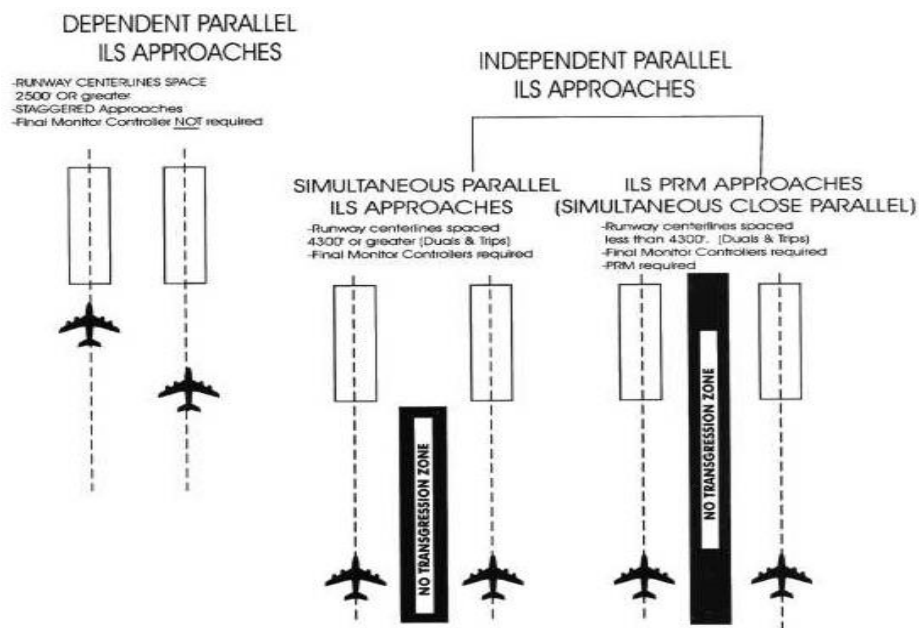 DEPENDENT PARALLEL
ILS APPROACHES
-RUNWAY CENTERLINES SPACE
2500' OR greater
-STAGGERED Approaches
-Final Monitor Controller NOT required
INDEPENDENT PARALLEL
ILS APPROACHES
SIMULTANEOUS PARALLEL
ILS APPROACHES
-Runway centerlines spaced
4300' or greater (Duals & Trips)
-Final Monitor Controllers required
NO TRANSGRESSION ZONE
ILS PRM APPROACHES
(SIMULTANEOUS CLOSE PARALLEL)
-Runway centerlines spaced
less than 4300'. (Duals & Trips)
-Final Monitor Controllers required
-PRM required
NO TRANSGRESSION ZONE